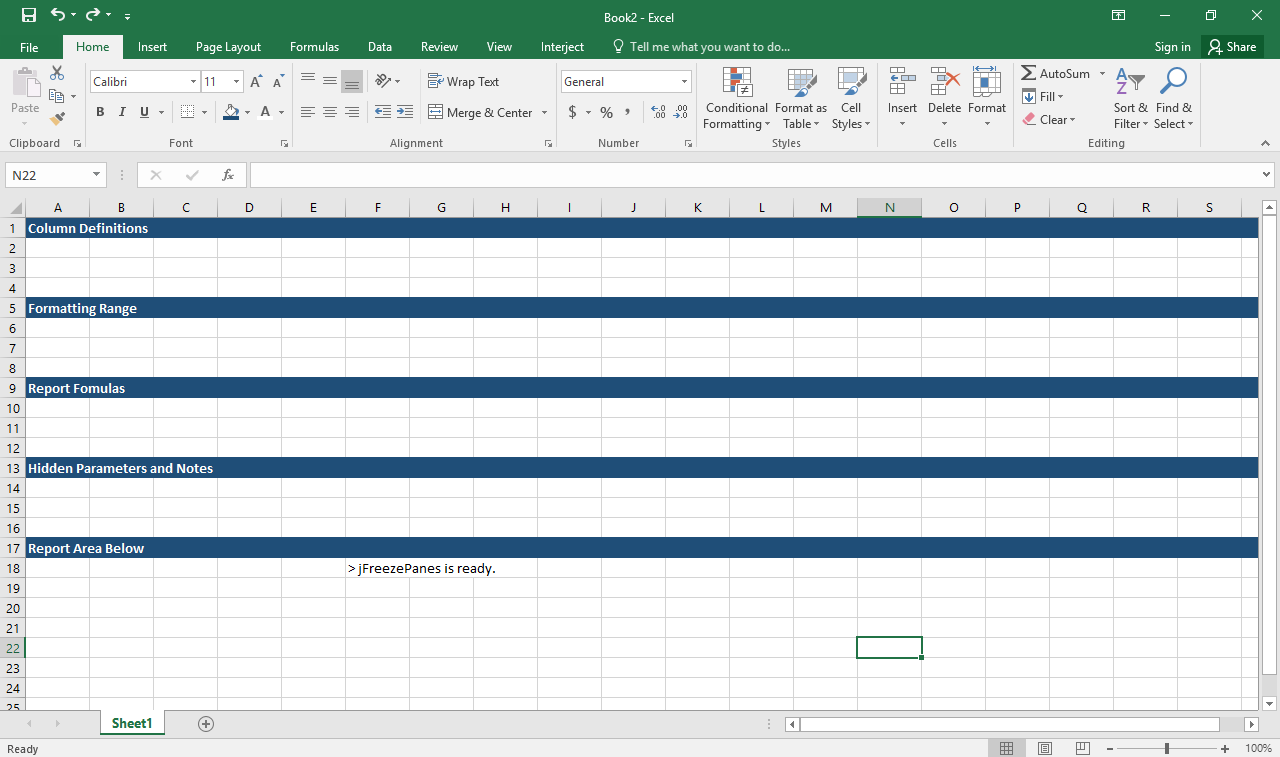 Book2 - Excel
File Home Insert Page Layout Formulas Data Review View Interject Tell me what you want to do... Sign in Share
Paste
Clipboard
Calibri 11
B I U A
Font
Wrap Text
Merge & Center
Alignment
General
$ % ,
Number
Conditional Formatting
Format as Table
Cell Styles
Styles
Insert Delete Format
Cells
AutoSum
Fill
Clear
Sort & Filter
Find & Select
Editing
N22 fx
A B C D E F G H I J K L M N O P Q R S
1 Column Definitions
2
3
4
5 Formatting Range
6
7
8
9 Report Fomulas
10
11
12
13 Hidden Parameters and Notes
14
15
16
17 Report Area Below
18 > jFreezePanes is ready.
19
20
21
22
23
24
25
Sheet1
Ready 100%